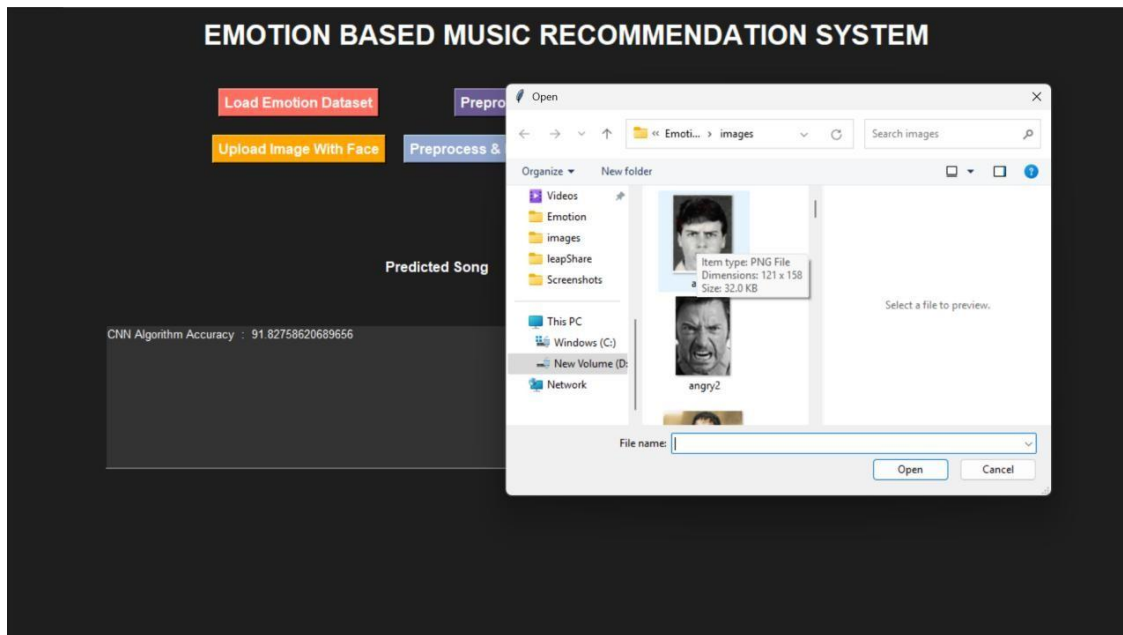 EMOTION BASED MUSIC RECOMMENDATION SYSTEM
Load Emotion Dataset
Prepro
Upload Image With Face
Preprocess &
Predicted Song
CNN Algorithm Accuracy : 91.82758620689656
Open
« Emoti... › images
Search images
Organize
New folder
Videos
Emotion
images
leapShare
Screenshots
This PC
Windows (C:)
New Volume (D:
Network
Item type: PNG File
Dimensions: 121 x 158
Size: 32.0 KB
angry2
Select a file to preview.
File name:
Open
Cancel